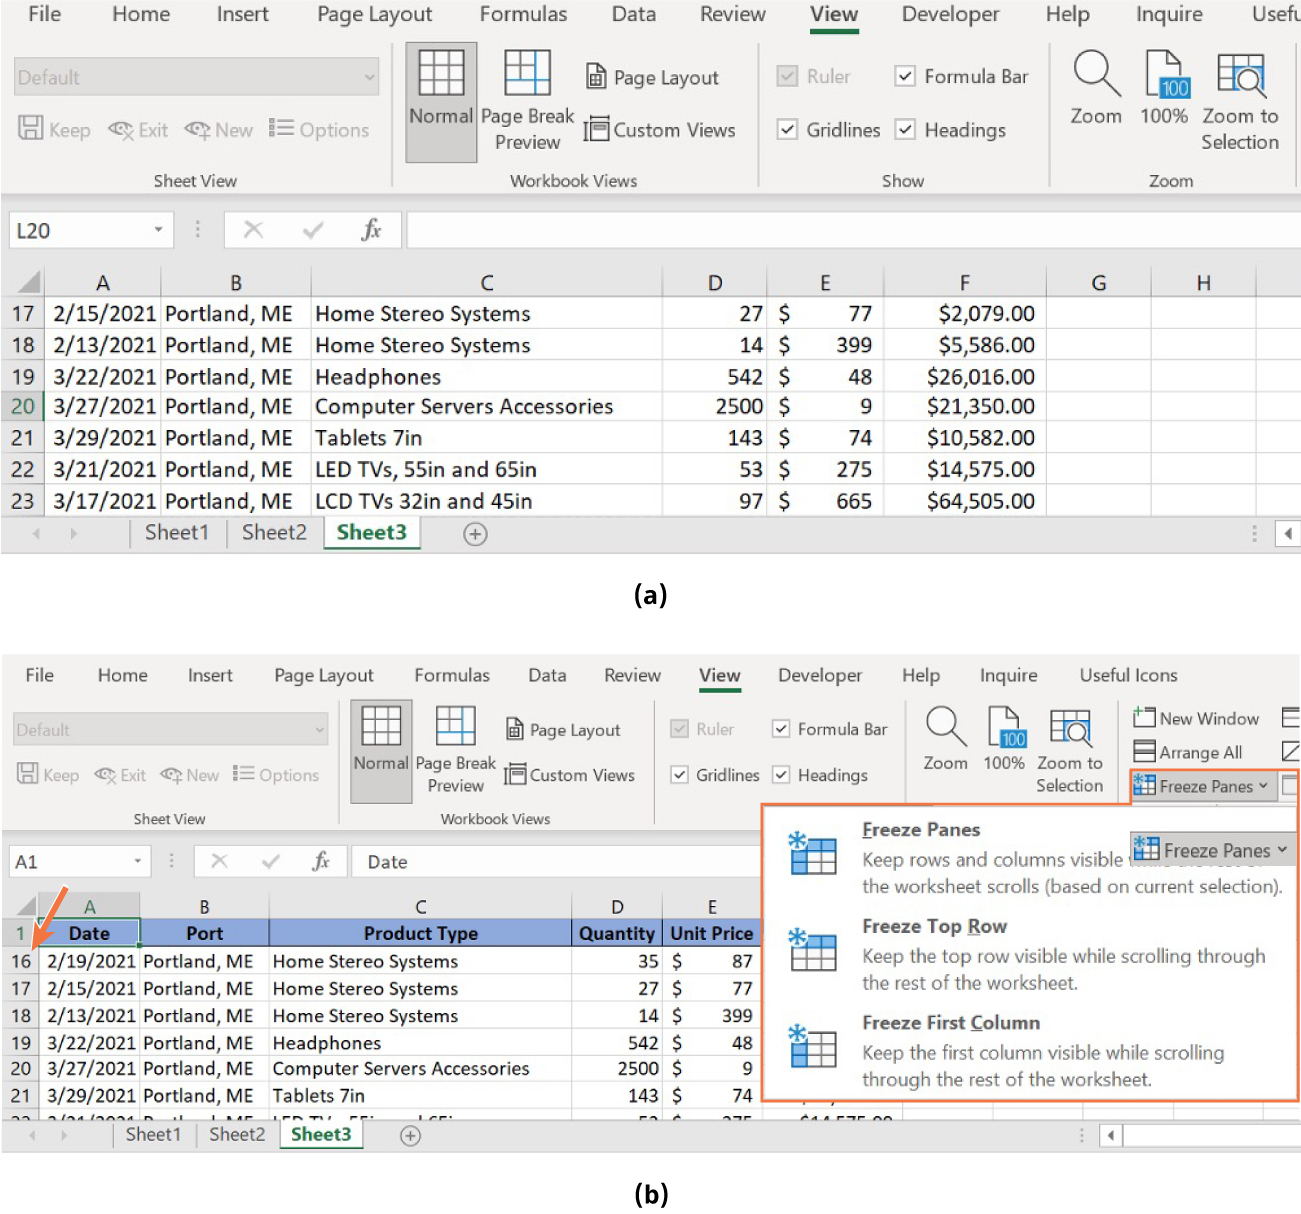 File Home Insert Page Layout Formulas Data Review View Developer Help Inquire Usefu
Default
Keep Exit New Options
Normal Page Break Preview
Page Layout
Custom Views
Ruler Formula Bar
Gridlines Headings
Zoom 100% Zoom to Selection
100
Sheet View Workbook Views Show Zoom
L20 fx
A B C D E F G H
17 2/15/2021 Portland, ME Home Stereo Systems 27 $ 77 $2,079.00
18 2/13/2021 Portland, ME Home Stereo Systems 14 $ 399 $5,586.00
19 3/22/2021 Portland, ME Headphones 542 $ 48 $26,016.00
20 3/27/2021 Portland, ME Computer Servers Accessories 2500 $ 9 $21,350.00
21 3/29/2021 Portland, ME Tablets 7in 143 $ 74 $10,582.00
22 3/21/2021 Portland, ME LED TVs, 55in and 65in 53 $ 275 $14,575.00
23 3/17/2021 Portland, ME LCD TVs 32in and 45in 97 $ 665 $64,505.00
Sheet1 Sheet2 Sheet3
(a)
File Home Insert Page Layout Formulas Data Review View Developer Help Inquire Useful Icons
Default
Keep Exit New Options
Normal Page Break Preview
Page Layout
Custom Views
Ruler Formula Bar
Gridlines Headings
Zoom 100% Zoom to Selection
100
New Window
Arrange All
Freeze Panes
Sheet View Workbook Views
A1 fx Date
Freeze Panes
Freeze Panes
Keep rows and columns visible
the worksheet scrolls (based on current selection).
Freeze Top Row
Keep the top row visible while scrolling through
the rest of the worksheet.
Freeze First Column
Keep the first column visible while scrolling
through the rest of the worksheet.
A B C D E
1 Date Port Product Type Quantity Unit Price
16 2/19/2021 Portland, ME Home Stereo Systems 35 $ 87
17 2/15/2021 Portland, ME Home Stereo Systems 27 $ 77
18 2/13/2021 Portland, ME Home Stereo Systems 14 $ 399
19 3/22/2021 Portland, ME Headphones 542 $ 48
20 3/27/2021 Portland, ME Computer Servers Accessories 2500 $ 9
21 3/29/2021 Portland, ME Tablets 7in 143 $ 74
Sheet1 Sheet2 Sheet3
(b)